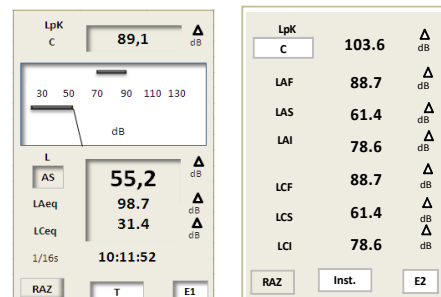 LpK
C 89,1 Δ dB
30 50 70 90 110 130
dB
L
AS 55,2 Δ dB
LAeq 98.7 Δ dB
LCeq 31.4 Δ dB
1/16s 10:11:52
RAZ T E1
LpK
C 103.6 Δ dB
LAF 88.7 Δ dB
LAS 61.4 Δ dB
LAI 78.6 Δ dB
LCF 88.7 Δ dB
LCS 61.4 Δ dB
LCI 78.6 Δ dB
RAZ Inst. E2